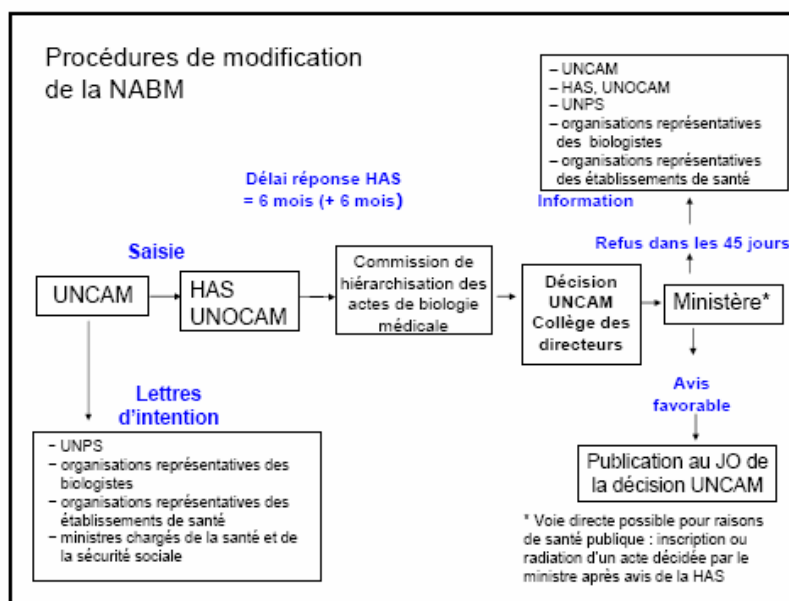 Procédures de modification
de la NABM
– UNCAM
– HAS, UNOCAM
– UNPS
– organisations représentatives
des biologistes
– organisations représentatives
des établissements de santé
Délai réponse HAS
= 6 mois (+ 6 mois)
Information
Saisie
Refus dans les 45 jours
UNCAM
HAS
UNOCAM
Commission de
hiérarchisation des
actes de biologie
médicale
Décision
UNCAM
Collège des
directeurs
Ministère*
Lettres
d'intention
Avis
favorable
– UNPS
– organisations représentatives des
biologistes
– organisations représentatives des
établissements de santé
– ministres chargés de la santé et de
la sécurité sociale
Publication au JO de
la décision UNCAM
* Voie directe possible pour raisons
de santé publique : inscription ou
radiation d'un acte décidée par le
ministre après avis de la HAS